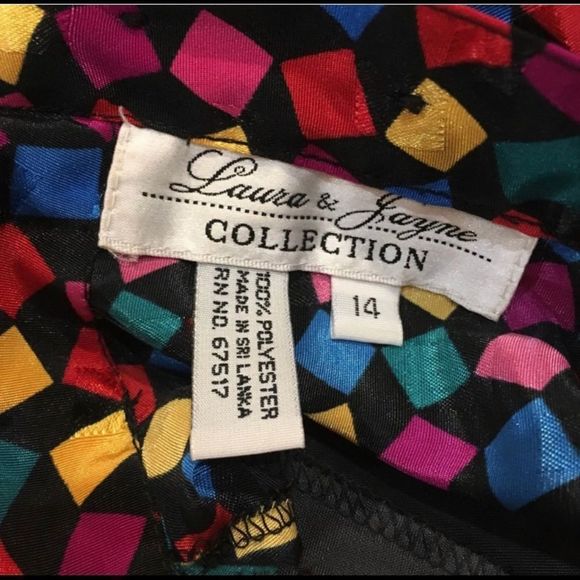 Laura & Jayne
COLLECTION
14
100% POLYESTER
MADE IN SRI LANKA
RN NO. 67517